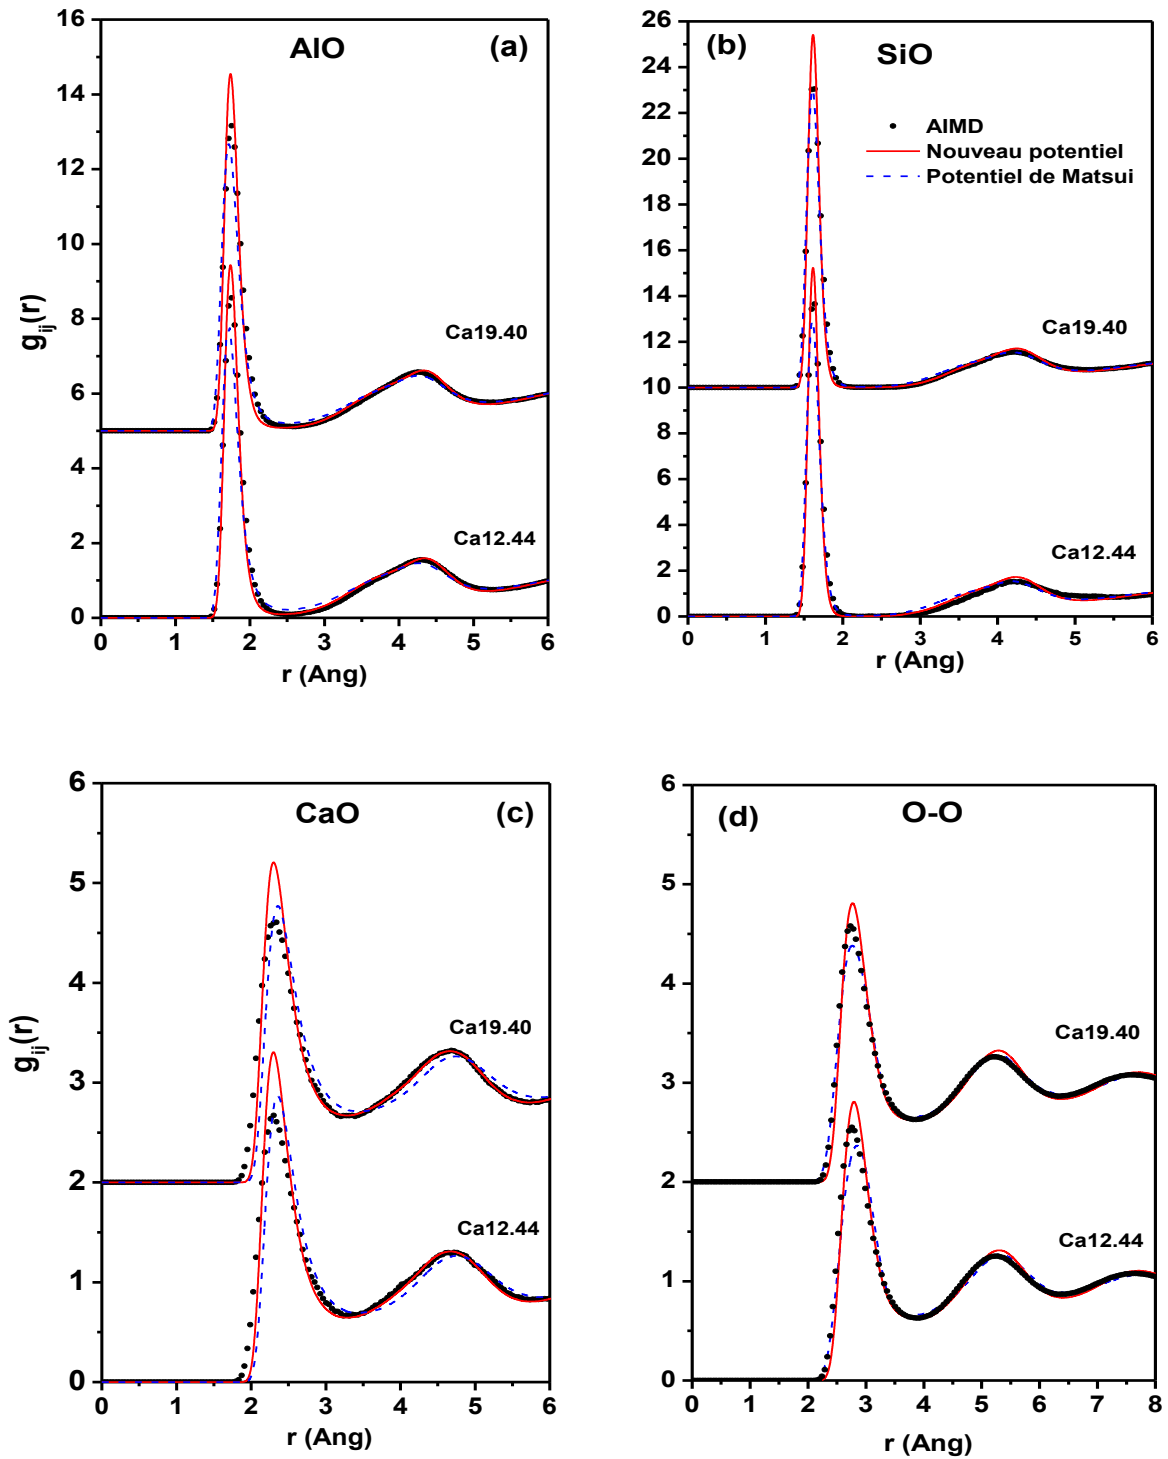 AlO (a)
16
14
12
10
8
6
4
2
0
g_ij(r)
Ca19.40
Ca12.44
0 1 2 3 4 5 6
r (Ang)
(b) SiO
26
24
22
20
18
16
14
12
10
8
6
4
2
0
AIMD
Nouveau potentiel
Potentiel de Matsui
Ca19.40
Ca12.44
0 1 2 3 4 5 6
r (Ang)
CaO (c)
6
5
4
3
2
1
0
g_ij(r)
Ca19.40
Ca12.44
0 1 2 3 4 5 6
r (Ang)
(d) O-O
6
5
4
3
2
1
0
Ca19.40
Ca12.44
0 1 2 3 4 5 6 7 8
r (Ang)